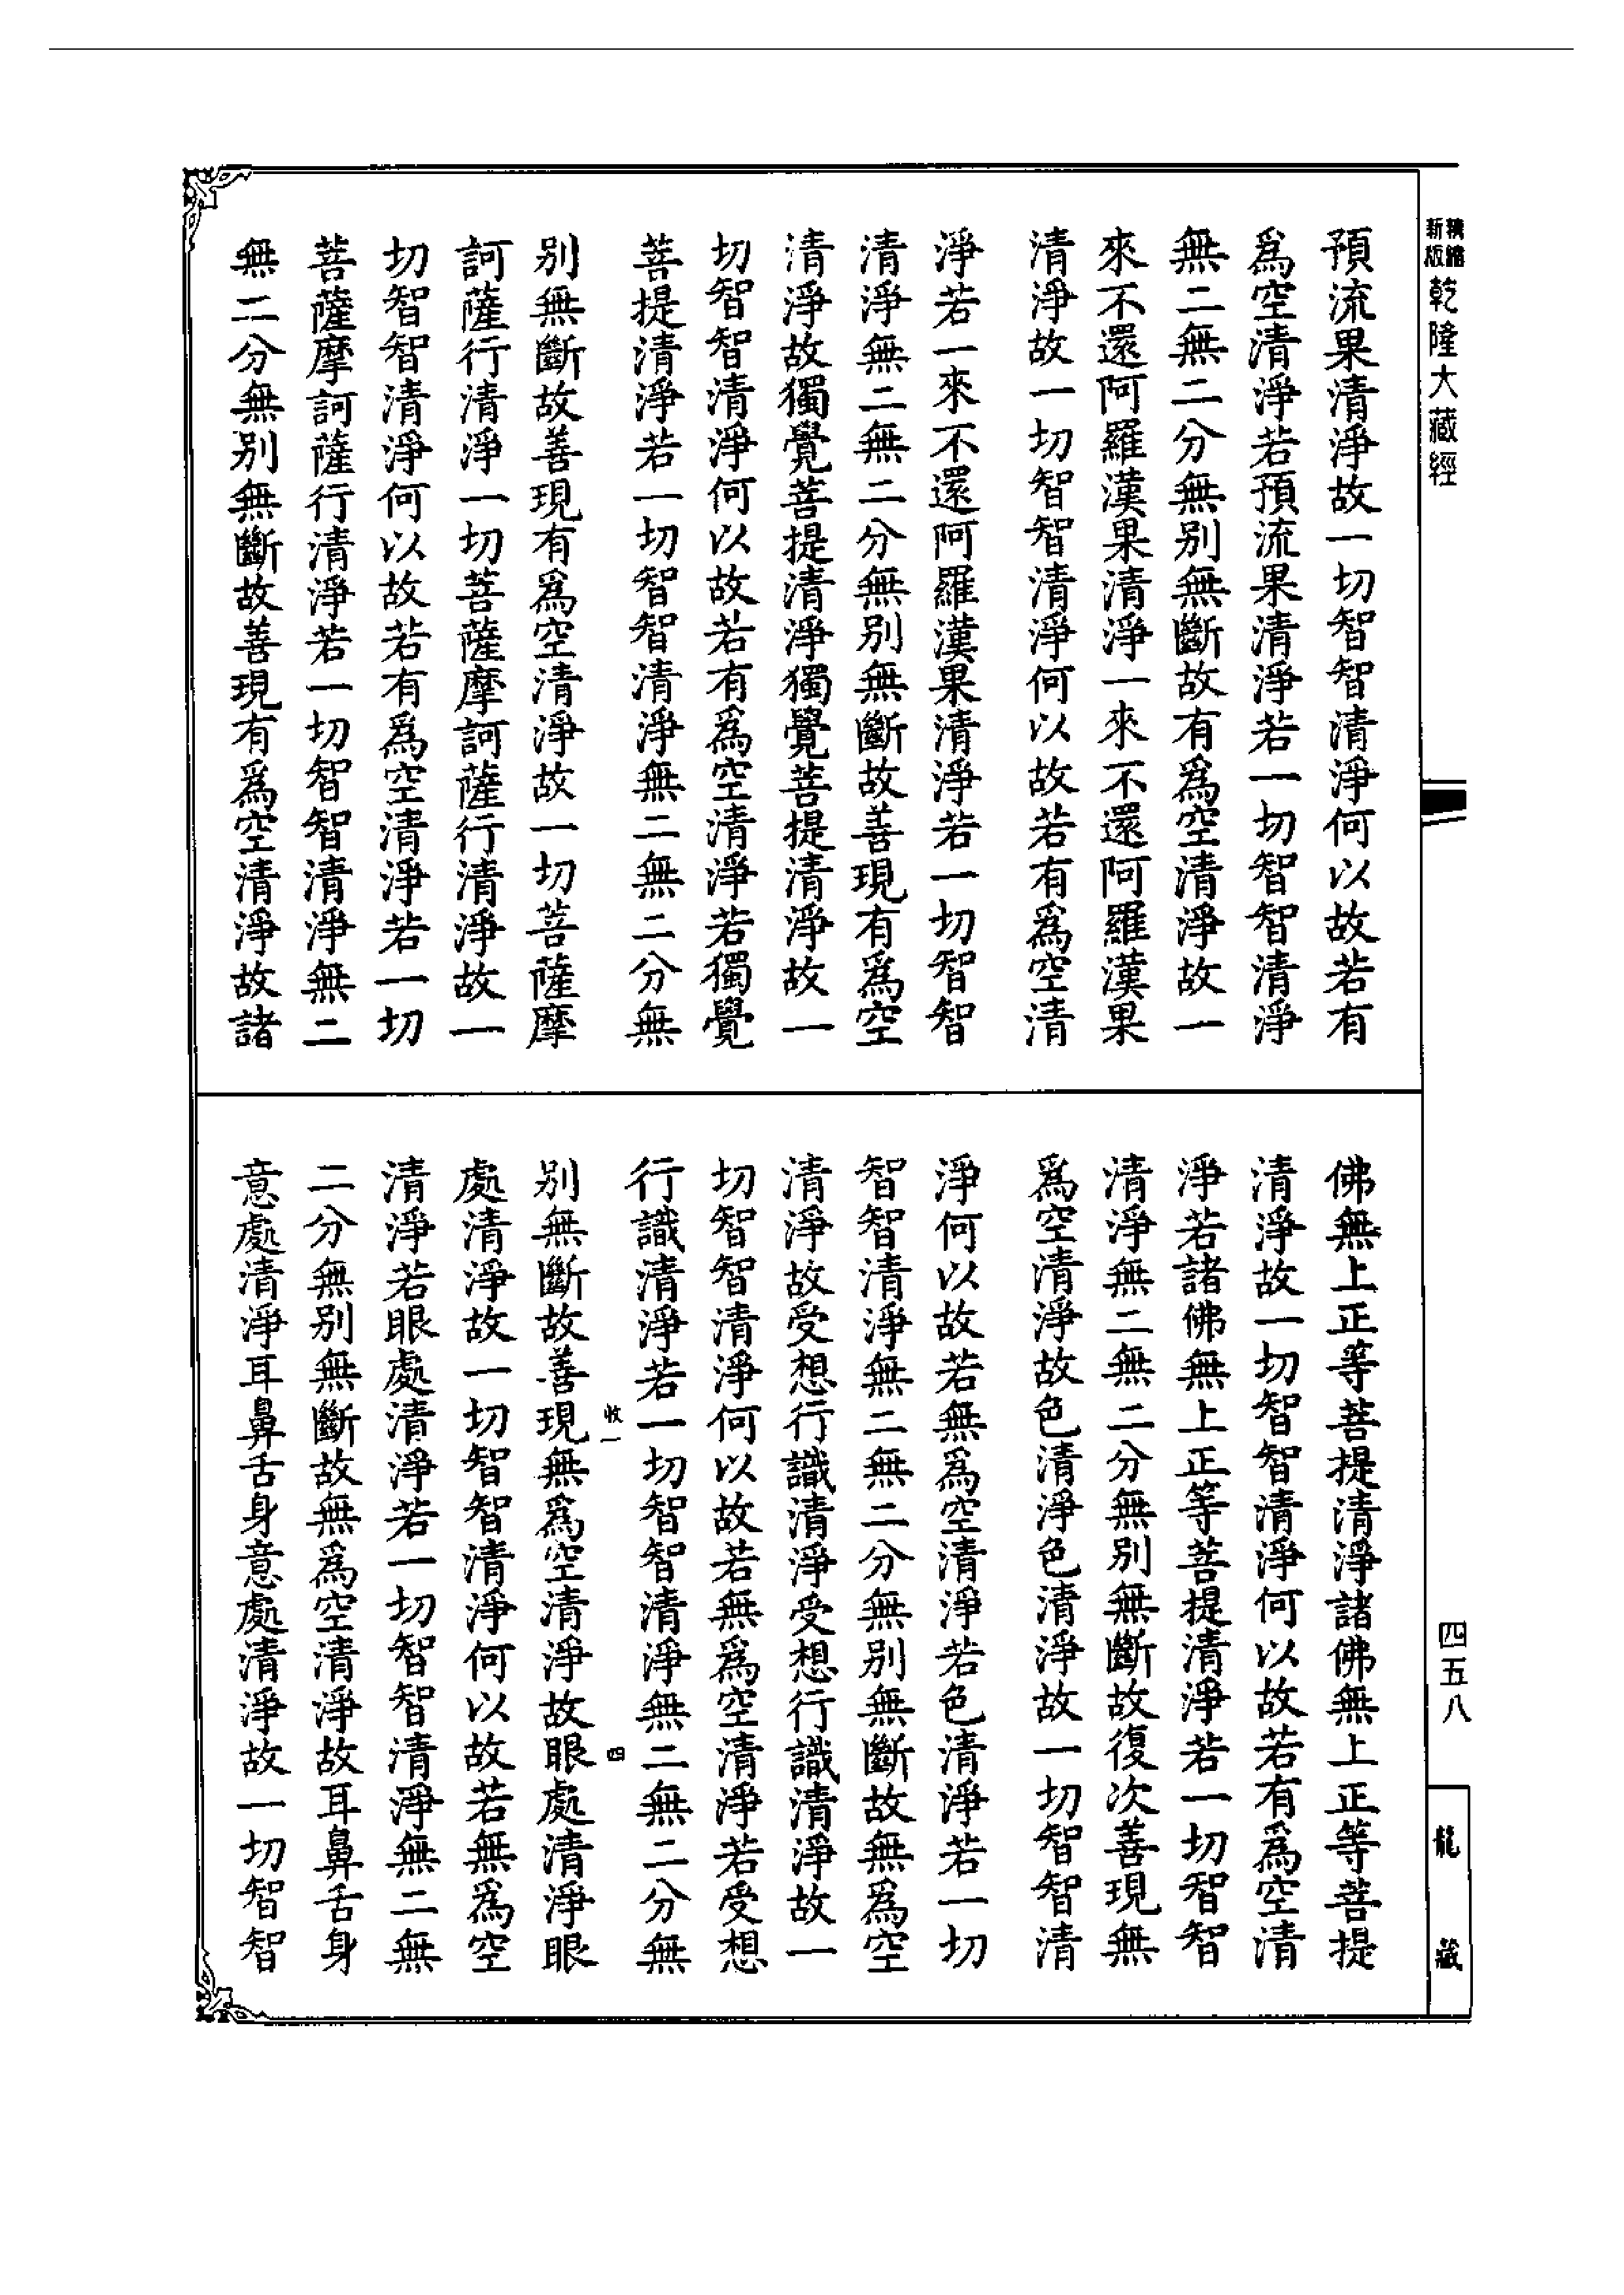 精縮新版
乾隆大藏經
預流果清淨故一切智智清淨何以故若有
爲空清淨若預流果清淨若一切智智清淨
無二無二分無別無斷故有爲空清淨故一
來不還阿羅漢果清淨一來不還阿羅漢果
清淨故一切智智清淨何以故若有爲空清
淨若一來不還阿羅漢果清淨若一切智智
清淨無二無二分無別無斷故善現有爲空
清淨故獨覺菩提清淨獨覺菩提清淨故一
切智智清淨何以故若有爲空清淨若獨覺
菩提清淨若一切智智清淨無二無二分無
別無斷故善現有爲空清淨故一切菩薩摩
訶薩行清淨一切菩薩摩訶薩行清淨故一
切智智清淨何以故若有爲空清淨若一切
菩薩摩訶薩行清淨若一切智智清淨無二
無二分無別無斷故善現有爲空清淨故諸
佛無上正等菩提清淨諸佛無上正等菩提
清淨故一切智智清淨何以故若有爲空清
淨若諸佛無上正等菩提清淨若一切智智
清淨無二無二分無別無斷故復次善現無
爲空清淨故色清淨色清淨故一切智智清
淨何以故若無爲空清淨若色清淨若一切
智智清淨無二無二分無別無斷故無爲空
清淨故受想行識清淨受想行識清淨故一
切智智清淨何以故若無爲空清淨若受想
行識清淨若一切智智清淨無二無二分無
收一
四
別無斷故善現無爲空清淨故眼處清淨眼
處清淨故一切智智清淨何以故若無爲空
清淨若眼處清淨若一切智智清淨無二無
二分無別無斷故無爲空清淨故耳鼻舌身
意處清淨耳鼻舌身意處清淨故一切智智
四五八
龍藏